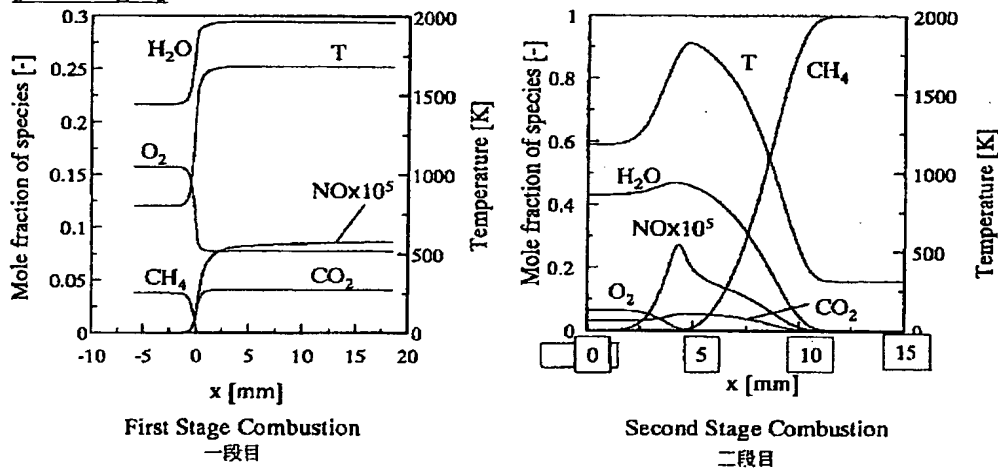 0.3
0.25
0.2
0.15
0.1
0.05
0
Mole fraction of species [-]
H₂O
T
O₂
NOx10⁵
CH₄
CO₂
2000
1500
1000
500
0
Temperature [K]
-10 -5 0 5 10 15 20
x [mm]
First Stage Combustion
一段目
1
0.8
0.6
0.4
0.2
0
Mole fraction of species [-]
T
CH₄
H₂O
NOx10⁵
O₂
CO₂
2000
1500
1000
500
0
Temperature [K]
0 5 10 15
x [mm]
Second Stage Combustion
二段目